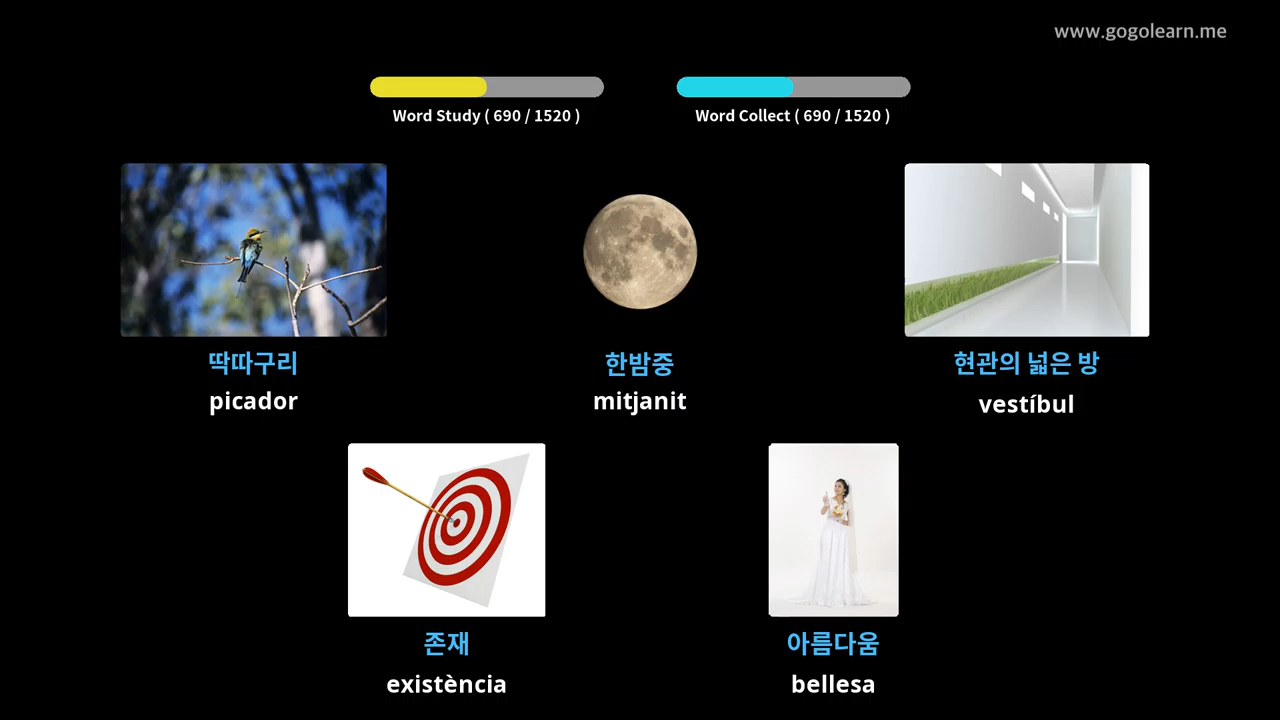 www.gogolearn.me
Word Study ( 690 / 1520 )
Word Collect ( 690 / 1520 )
딱따구리
picador
한밤중
mitjanit
현관의 넓은 방
vestíbul
존재
existència
아름다움
bellesa